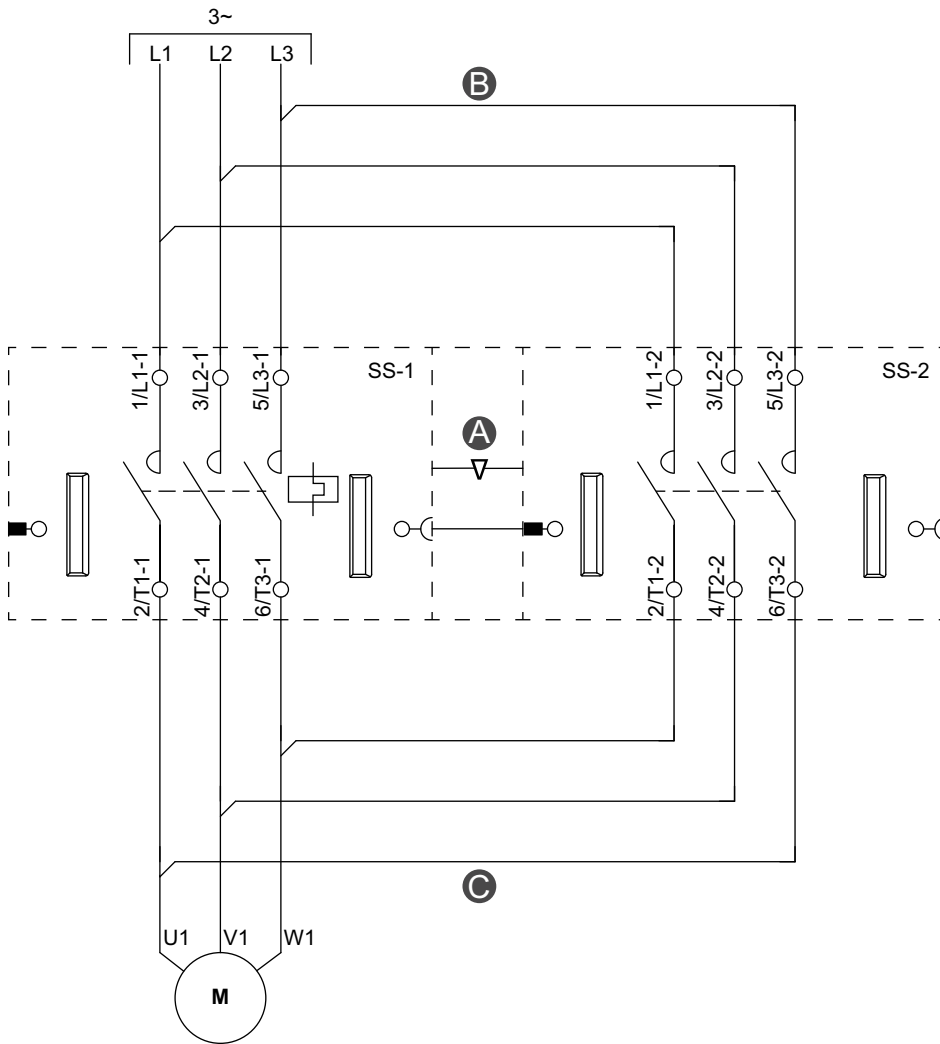 3~
L1 L2 L3
B
1/L1-1 3/L2-1 5/L3-1 SS-1 1/L1-2 3/L2-2 5/L3-2 SS-2
A
2/T1-1 4/T2-1 6/T3-1 2/T1-2 4/T2-2 6/T3-2
C
U1 V1 W1
M